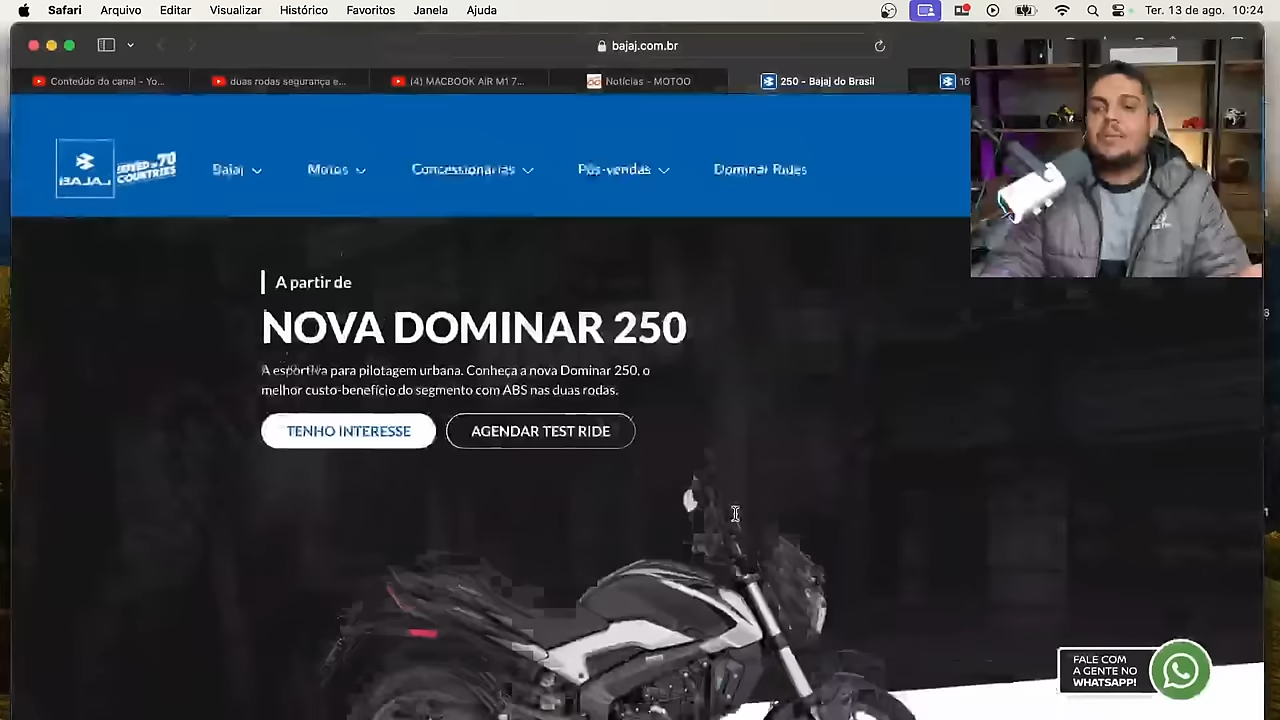 Safari Arquivo Editar Visualizar Histórico Favoritos Janela Ajuda Ter. 13 de ago. 10:24
bajaj.com.br
Conteúdo do canal - Yo...
duas rodas segurança e...
(4) MACBOOK AIR M1 7...
Notícias - MOTOO
250 - Bajaj do Brasil
16
BAJAJ
70
COUNTRIES
Bajaj Motos Concessionárias Pós-vendas Dominar Rides
A partir de
NOVA DOMINAR 250
A esportiva para pilotagem urbana. Conheça a nova Dominar 250, o
melhor custo-benefício do segmento com ABS nas duas rodas.
TENHO INTERESSE
AGENDAR TEST RIDE
FALE COM
A GENTE NO
WHATSAPP!